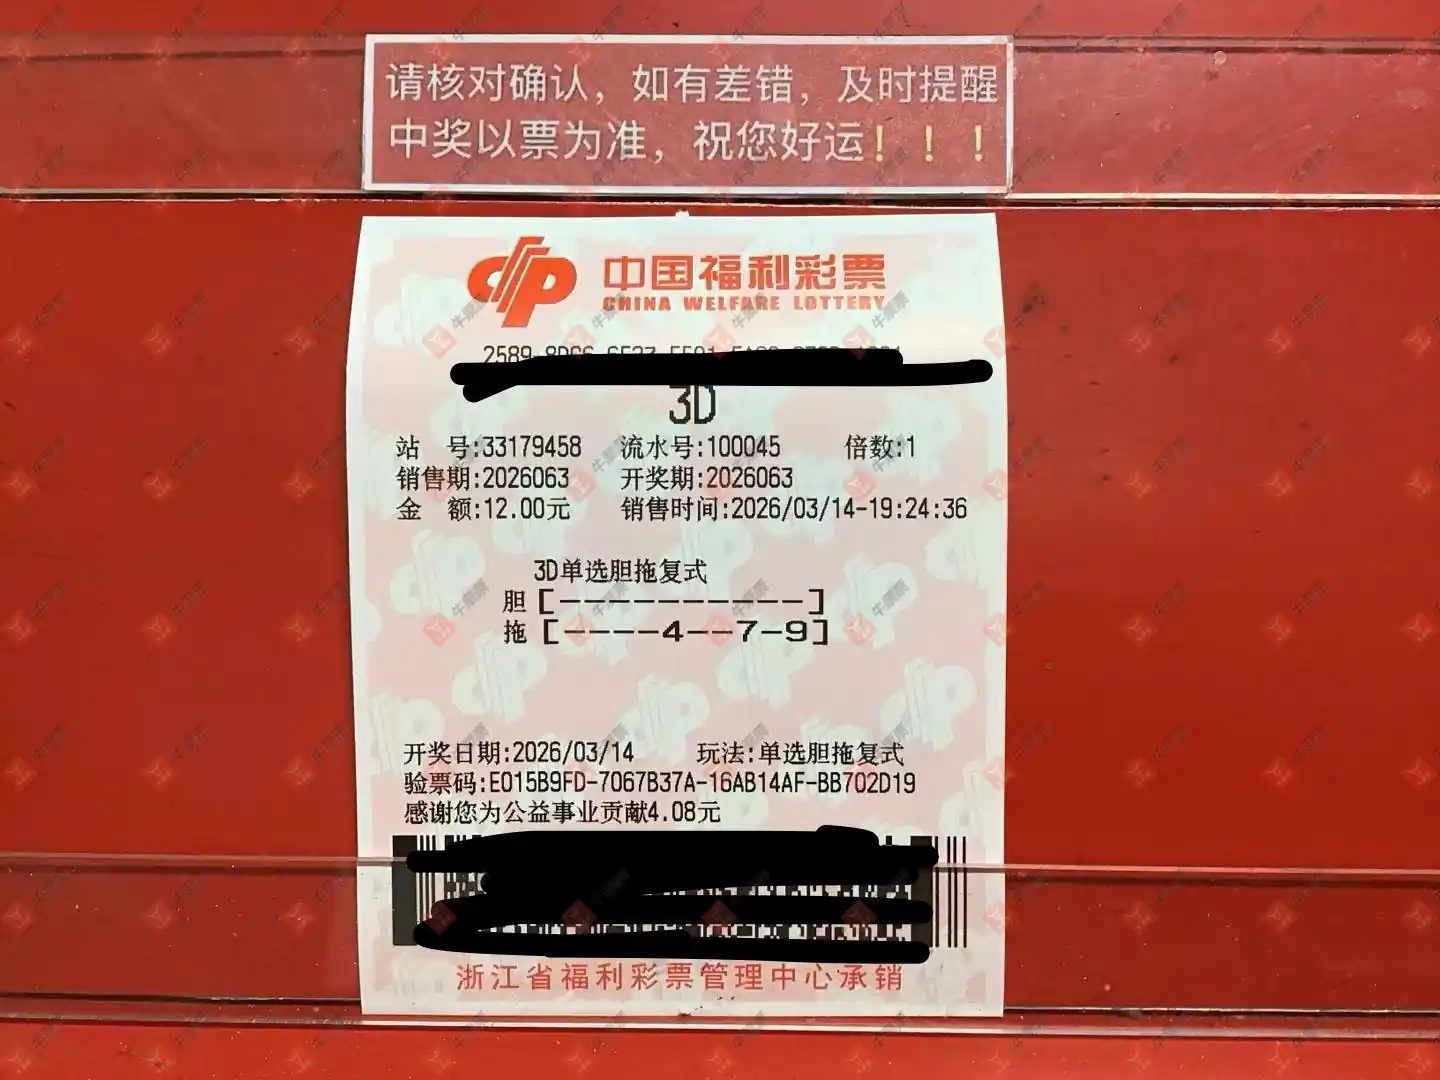 请核对确认，如有差错，及时提醒
中奖以票为准，祝您好运！！！
中国福利彩票
CHINA WELFARE LOTTERY
3D
站 号:33179458 流水号:100045 倍数:1
销售期:2026063 开奖期:2026063
金 额:12.00元 销售时间:2026/03/14-19:24:36
3D单选胆拖复式
胆 [----------]
拖 [----4--7-9]
开奖日期:2026/03/14 玩法:单选胆拖复式
验票码:E015B9FD-7067B37A-16AB14AF-BB702D19
感谢您为公益事业贡献4.08元
浙江省福利彩票管理中心承销